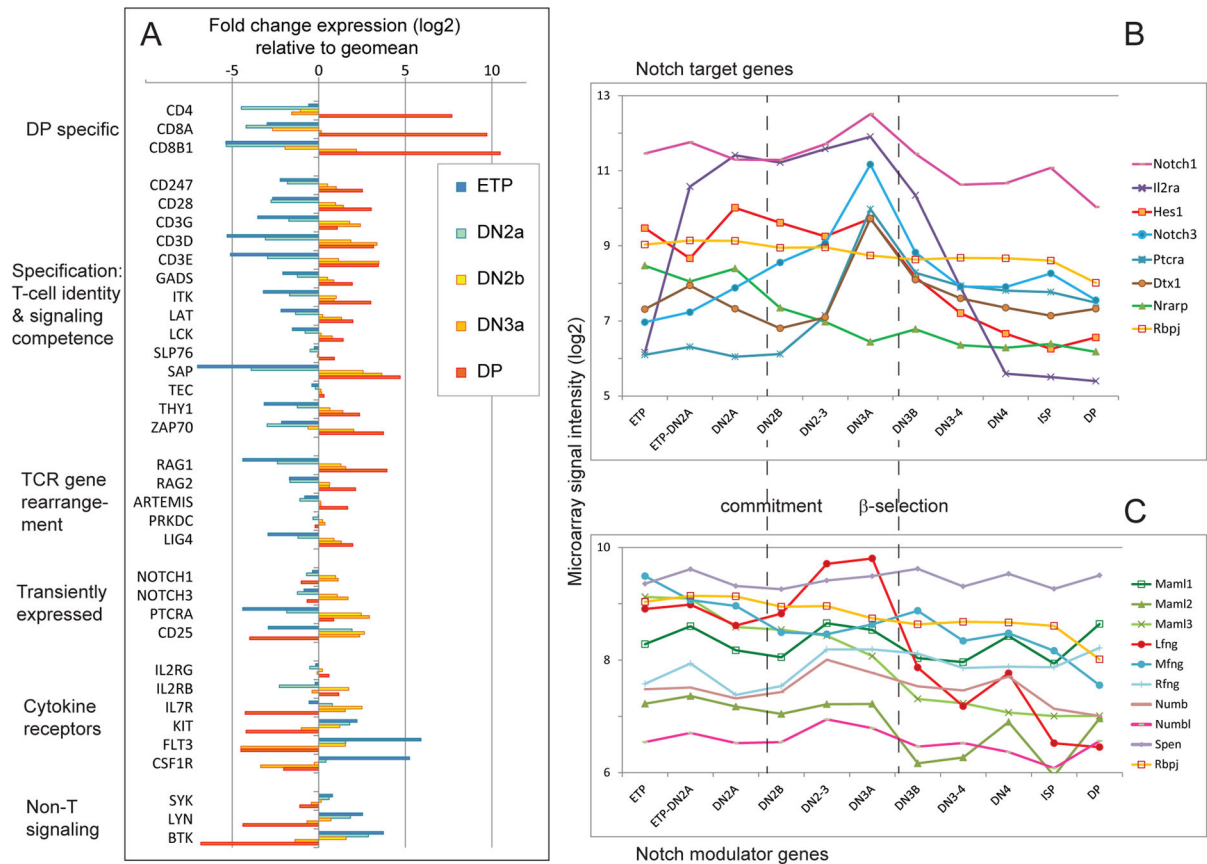 A
Fold change expression (log2)
relative to geomean
-5 0 5 10
DP specific
CD4
CD8A
CD8B1
Specification:
T-cell identity
& signaling
competence
CD247
CD28
CD3G
CD3D
CD3E
GADS
ITK
LAT
LCK
SLP76
SAP
TEC
THY1
ZAP70
TCR gene
rearrange-
ment
RAG1
RAG2
ARTEMIS
PRKDC
LIG4
Transiently
expressed
NOTCH1
NOTCH3
PTCRA
CD25
Cytokine
receptors
IL2RG
IL2RB
IL7R
KIT
FLT3
CSF1R
Non-T
signaling
SYK
LYN
BTK
ETP
DN2a
DN2b
DN3a
DP
B
Notch target genes
13
11
9
7
5
ETP
ETP-DN2A
DN2A
DN2B
DN2-3
DN3A
DN3B
DN3-4
DN4
ISP
DP
Notch1
Il2ra
Hes1
Notch3
Ptcra
Dtx1
Nrarp
Rbpj
Microarray signal intensity (log2)
commitment β-selection
C
10
8
6
ETP
ETP-DN2A
DN2A
DN2B
DN2-3
DN3A
DN3B
DN3-4
DN4
ISP
DP
Maml1
Maml2
Maml3
Lfng
Mfng
Rfng
Numb
Numbl
Spen
Rbpj
Notch modulator genes